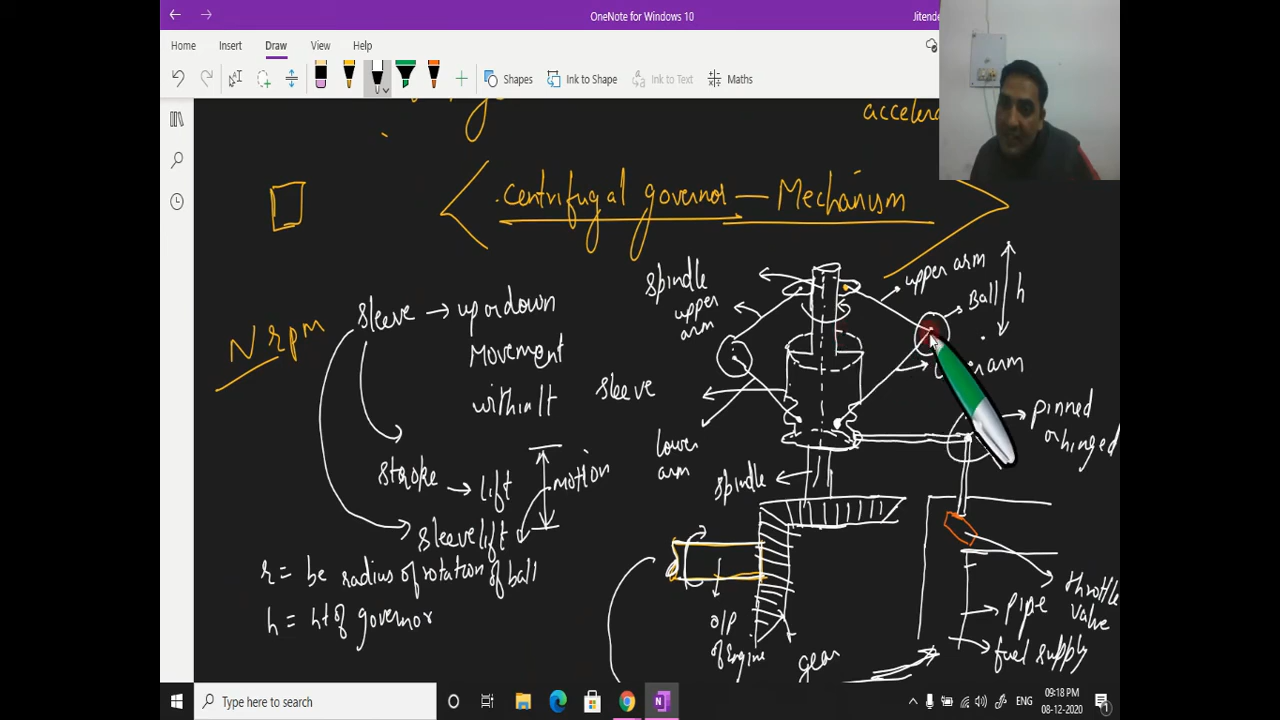 OneNote for Windows 10
Jitende
Home Insert Draw View Help
Shapes Ink to Shape Ink to Text Maths
accelera
centrifugal governor — Mechanism
N rpm
sleeve → up or down
movement
within it
stroke → lift
motion
sleeve lift
r = be radius of rotation of ball
h = ht of governor
spindle
upper
arm
upper arm
Ball
h
arm
sleeve
lower
arm
spindle
pinned
or hinged
O/P
of Engine
gear
throttle
valve
pipe
fuel supply
Type here to search
ENG
09:18 PM
08-12-2020